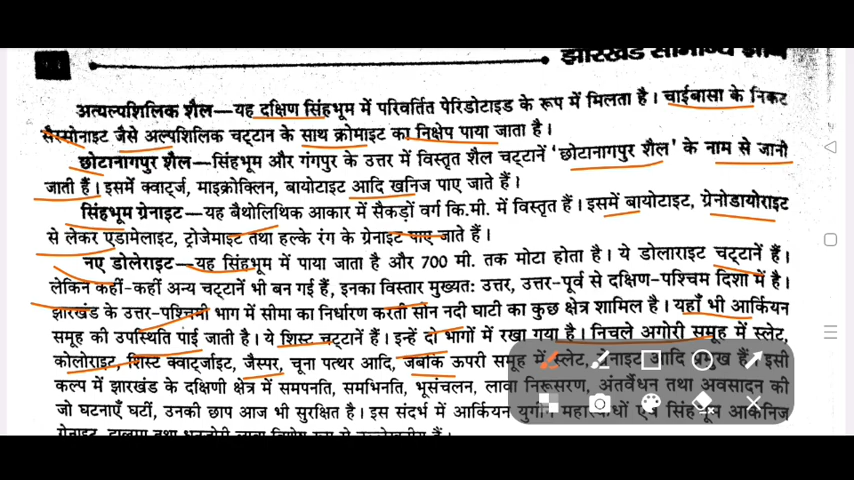 झारखंड सामान्य ज्ञान
अत्यल्पशिलिक शैल–यह दक्षिण सिंहभूम में परिवर्तित पेरिडोटाइड के रूप में मिलता है। चाईबासा के निकट
सैस्सोनाइट जैसे अल्पशिलिक चट्टान के साथ क्रोमाइट का निक्षेप पाया जाता है।
छोटानागपुर शैल–सिंहभूम और गंगपुर के उत्तर में विस्तृत शैल चट्टानें ‘छोटानागपुर शैल’ के नाम से जानी
जाती हैं। इसमें क्वार्ट्ज, माइक्रोक्लिन, बायोटाइट आदि खनिज पाए जाते हैं।
सिंहभूम ग्रेनाइट–यह बैथोलिथिक आकार में सैकड़ों वर्ग कि.मी. में विस्तृत हैं। इसमें बायोटाइट, ग्रेनोडायोराइट
से लेकर एडामेलाइट, ट्रोजेमाइट तथा हल्के रंग के ग्रेनाइट पाए जाते हैं।
नए डोलेराइट–यह सिंहभूम में पाया जाता है और 700 मी. तक मोटा होता है। ये डोलाराइट चट्टानें हैं।
लेकिन कहीं-कहीं अन्य चट्टानें भी बन गई हैं, इनका विस्तार मुख्यत: उत्तर, उत्तर-पूर्व से दक्षिण-पश्चिम दिशा में है।
झारखंड के उत्तर-पश्चिमी भाग में सीमा का निर्धारण करती सोन नदी घाटी का कुछ क्षेत्र शामिल है। यहाँ भी आर्कियन
समूह की उपस्थिति पाई जाती है। ये शिस्ट चट्टानें हैं। इन्हें दो भागों में रखा गया है। निचले अगोरी समूह में स्लेट,
कोलोराइट, शिस्ट क्वार्ट्जाइट, जैस्पर, चूना पत्थर आदि, जबकि ऊपरी समूह में स्लेट, आदि प्रमुख हैं। इसी
कल्प में झारखंड के दक्षिणी क्षेत्र में समपनति, समभिनति, भूसंचलन, लावा निरूसरण, अंतर्वेधन तथा अवसादन की
जो घटनाएँ घटीं, उनकी छाप आज भी सुरक्षित है। इस संदर्भ में आर्कियन युगीन सिंहभूम आर्कनिज